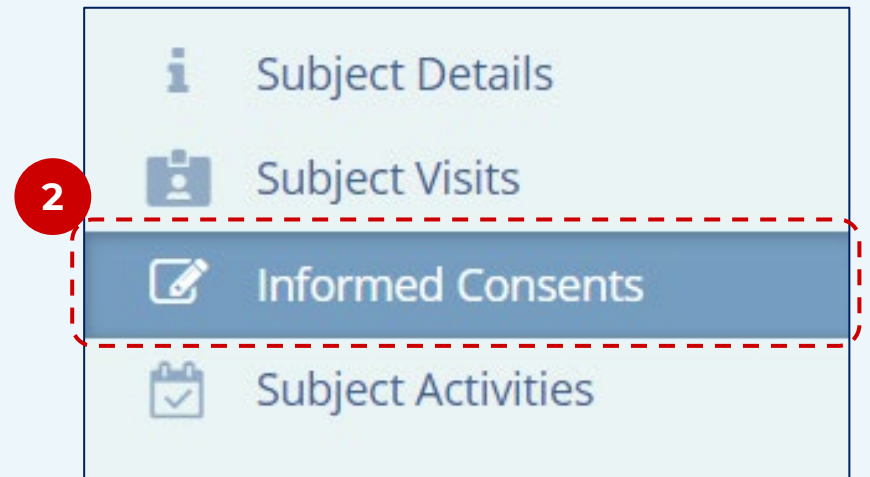 Subject Details
Subject Visits
2
Informed Consents
Subject Activities